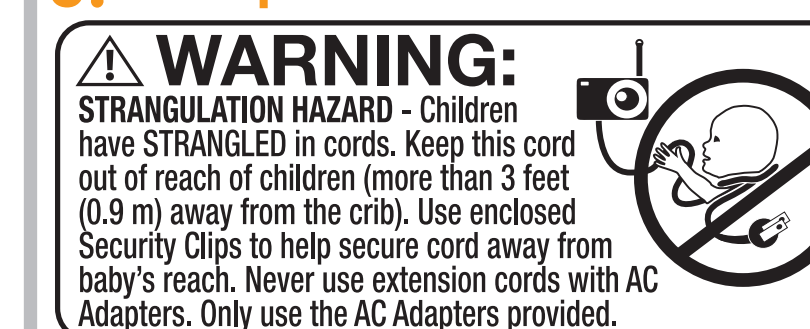 WARNING:
STRANGULATION HAZARD - Children
have STRANGLED in cords. Keep this cord
out of reach of children (more than 3 feet
(0.9 m) away from the crib). Use enclosed
Security Clips to help secure cord away from
baby's reach. Never use extension cords with AC
Adapters. Only use the AC Adapters provided.